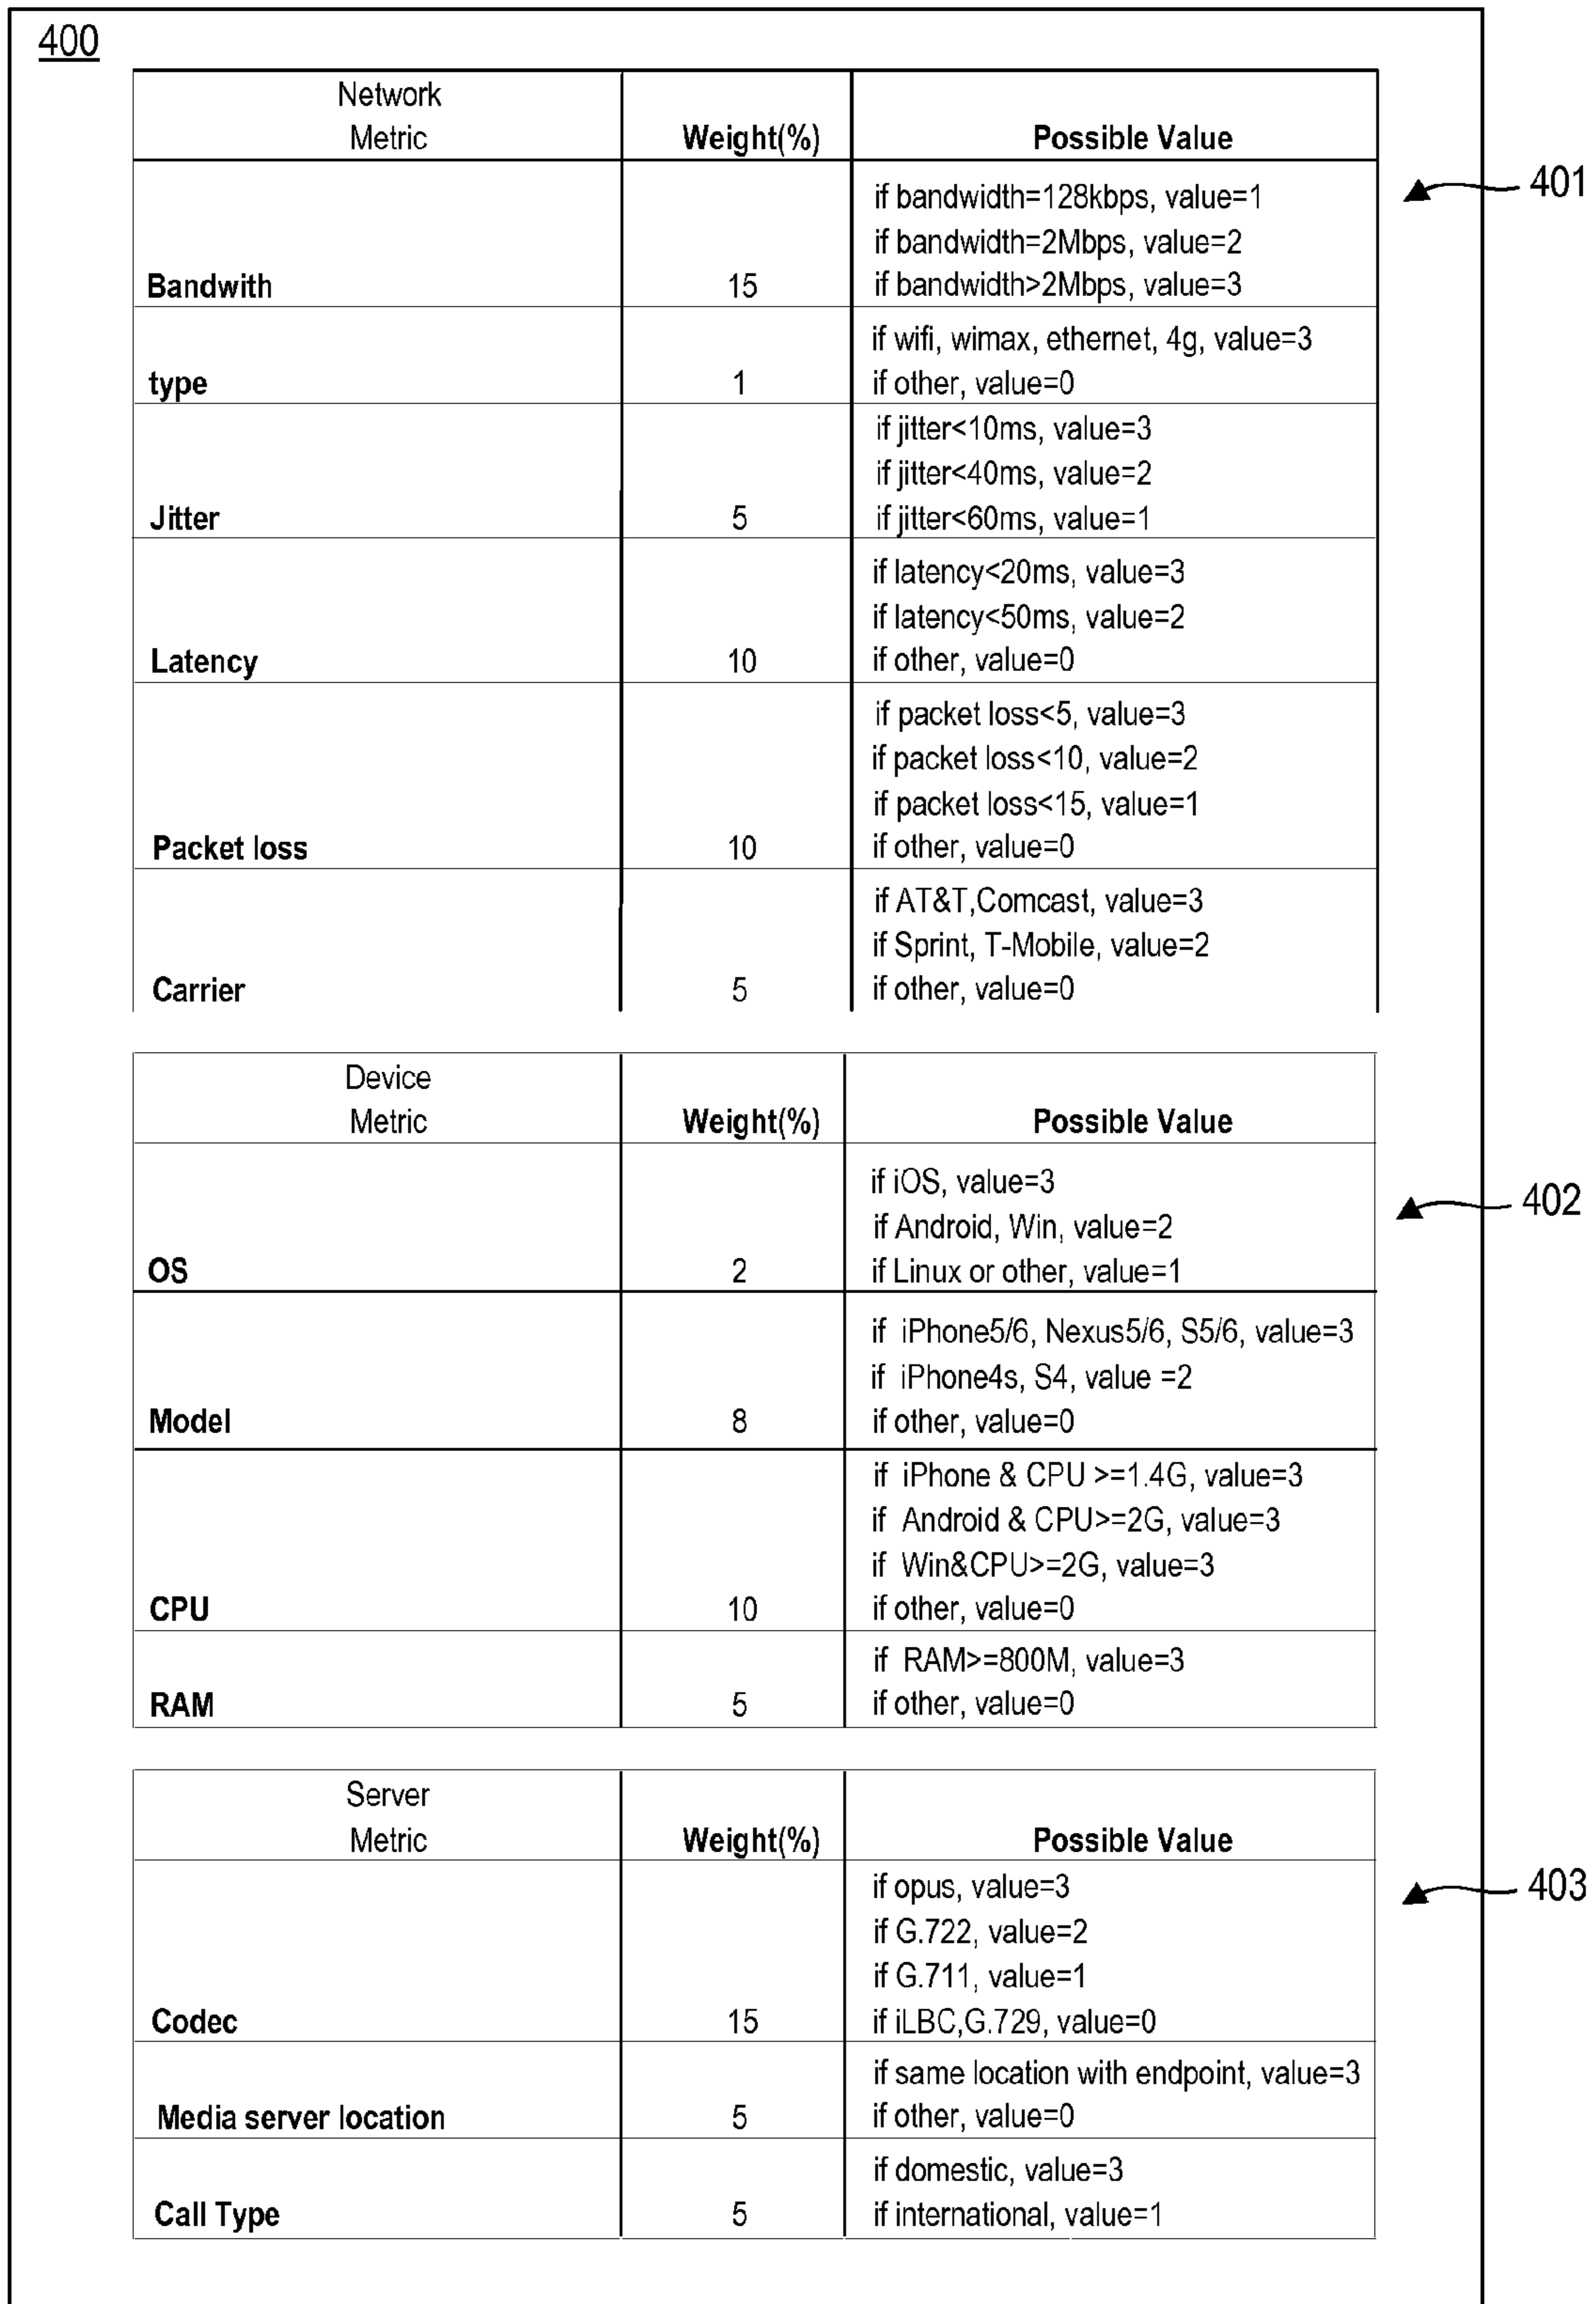 400
Network
Metric Weight(%) Possible Value
401
if bandwidth=128kbps, value=1
if bandwidth=2Mbps, value=2
Bandwith 15 if bandwidth>2Mbps, value=3
if wifi, wimax, ethernet, 4g, value=3
type 1 if other, value=0
if jitter<10ms, value=3
if jitter<40ms, value=2
Jitter 5 if jitter<60ms, value=1
if latency<20ms, value=3
if latency<50ms, value=2
Latency 10 if other, value=0
if packet loss<5, value=3
if packet loss<10, value=2
if packet loss<15, value=1
Packet loss 10 if other, value=0
if AT&T,Comcast, value=3
if Sprint, T-Mobile, value=2
Carrier 5 if other, value=0
Device
Metric Weight(%) Possible Value
if iOS, value=3
402
if Android, Win, value=2
OS 2 if Linux or other, value=1
if iPhone5/6, Nexus5/6, S5/6, value=3
if iPhone4s, S4, value =2
Model 8 if other, value=0
if iPhone & CPU >=1.4G, value=3
if Android & CPU>=2G, value=3
if Win&CPU>=2G, value=3
CPU 10 if other, value=0
if RAM>=800M, value=3
RAM 5 if other, value=0
Server
Metric Weight(%) Possible Value
if opus, value=3
403
if G.722, value=2
if G.711, value=1
Codec 15 if iLBC,G.729, value=0
if same location with endpoint, value=3
Media server location 5 if other, value=0
if domestic, value=3
Call Type 5 if international, value=1